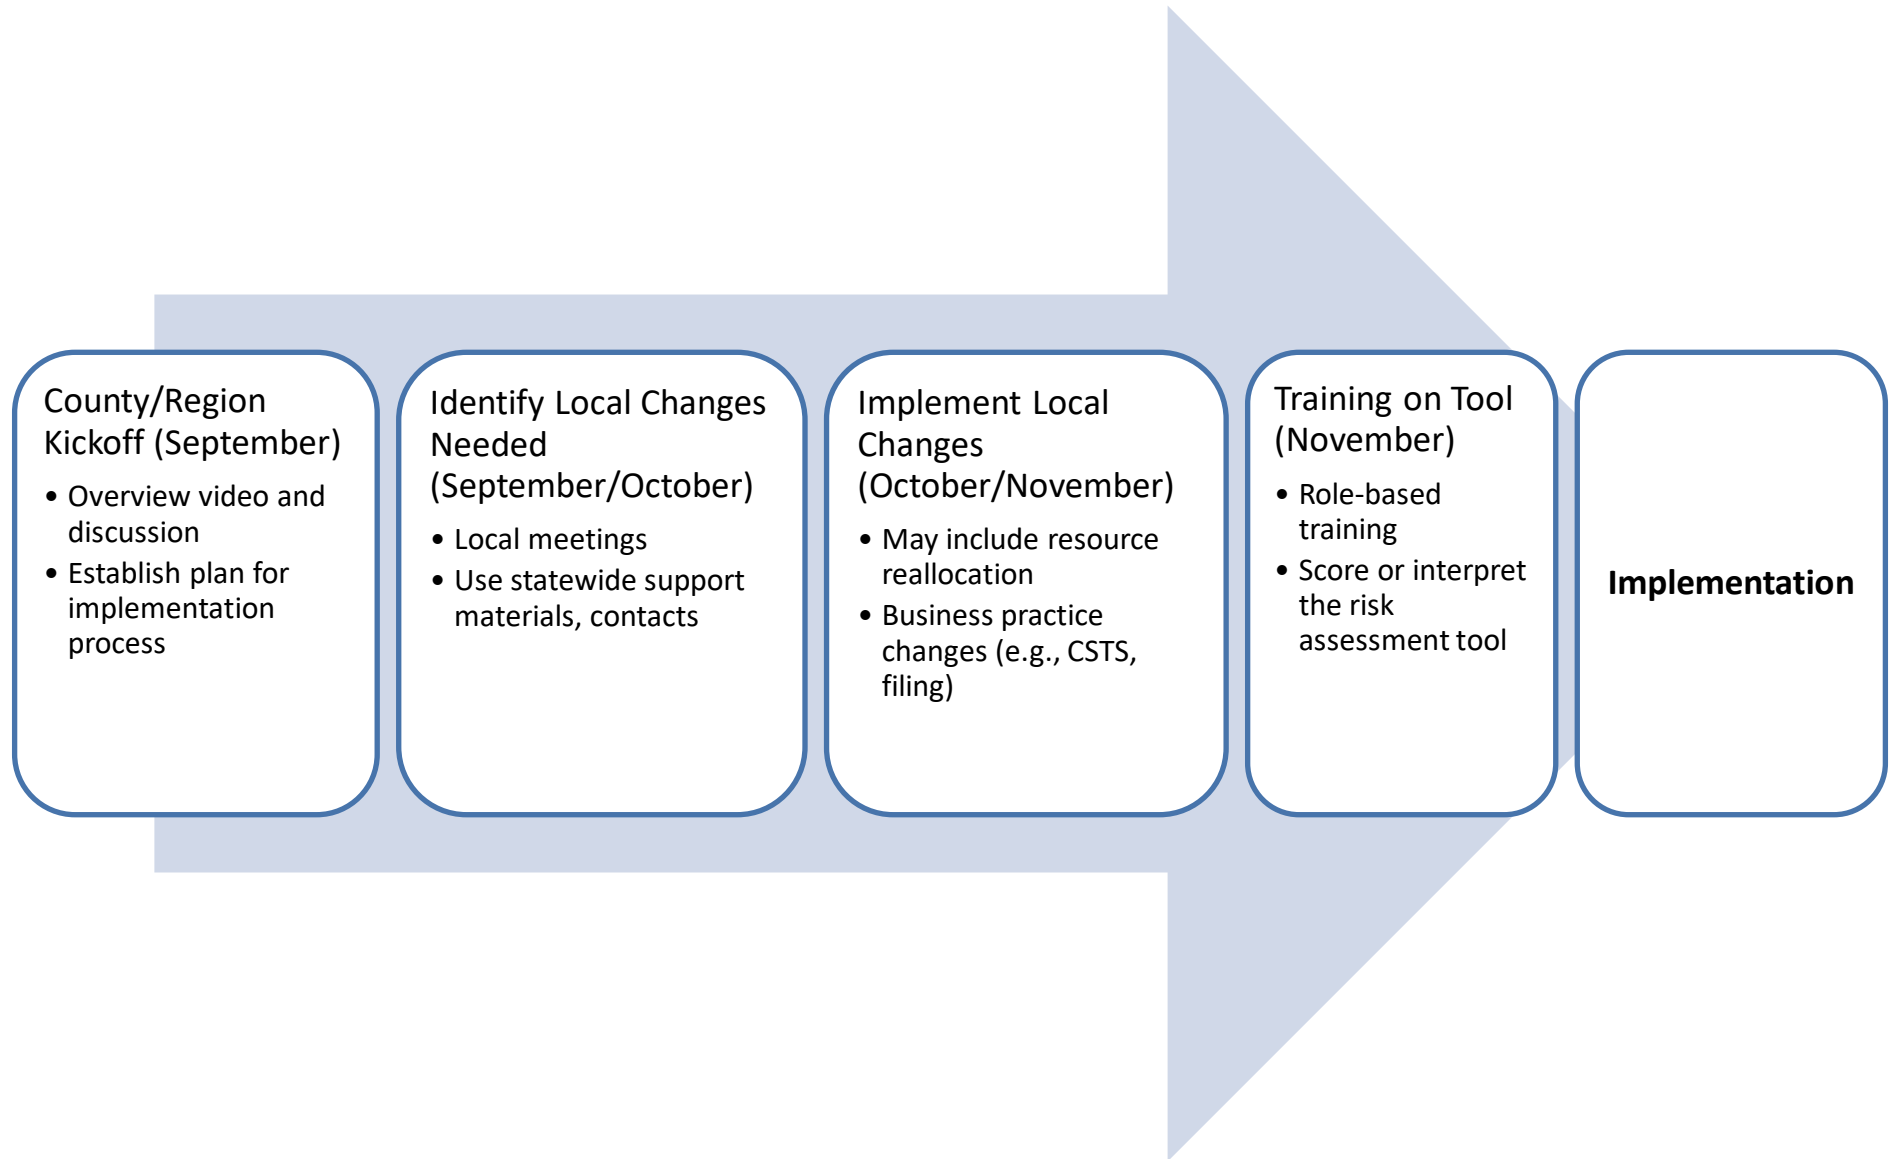 County/Region
Kickoff (September)
• Overview video and
discussion
• Establish plan for
implementation
process
Identify Local Changes
Needed
(September/October)
• Local meetings
• Use statewide support
materials, contacts
Implement Local
Changes
(October/November)
• May include resource
reallocation
• Business practice
changes (e.g., CSTS,
filing)
Training on Tool
(November)
• Role-based
training
• Score or interpret
the risk
assessment tool
Implementation